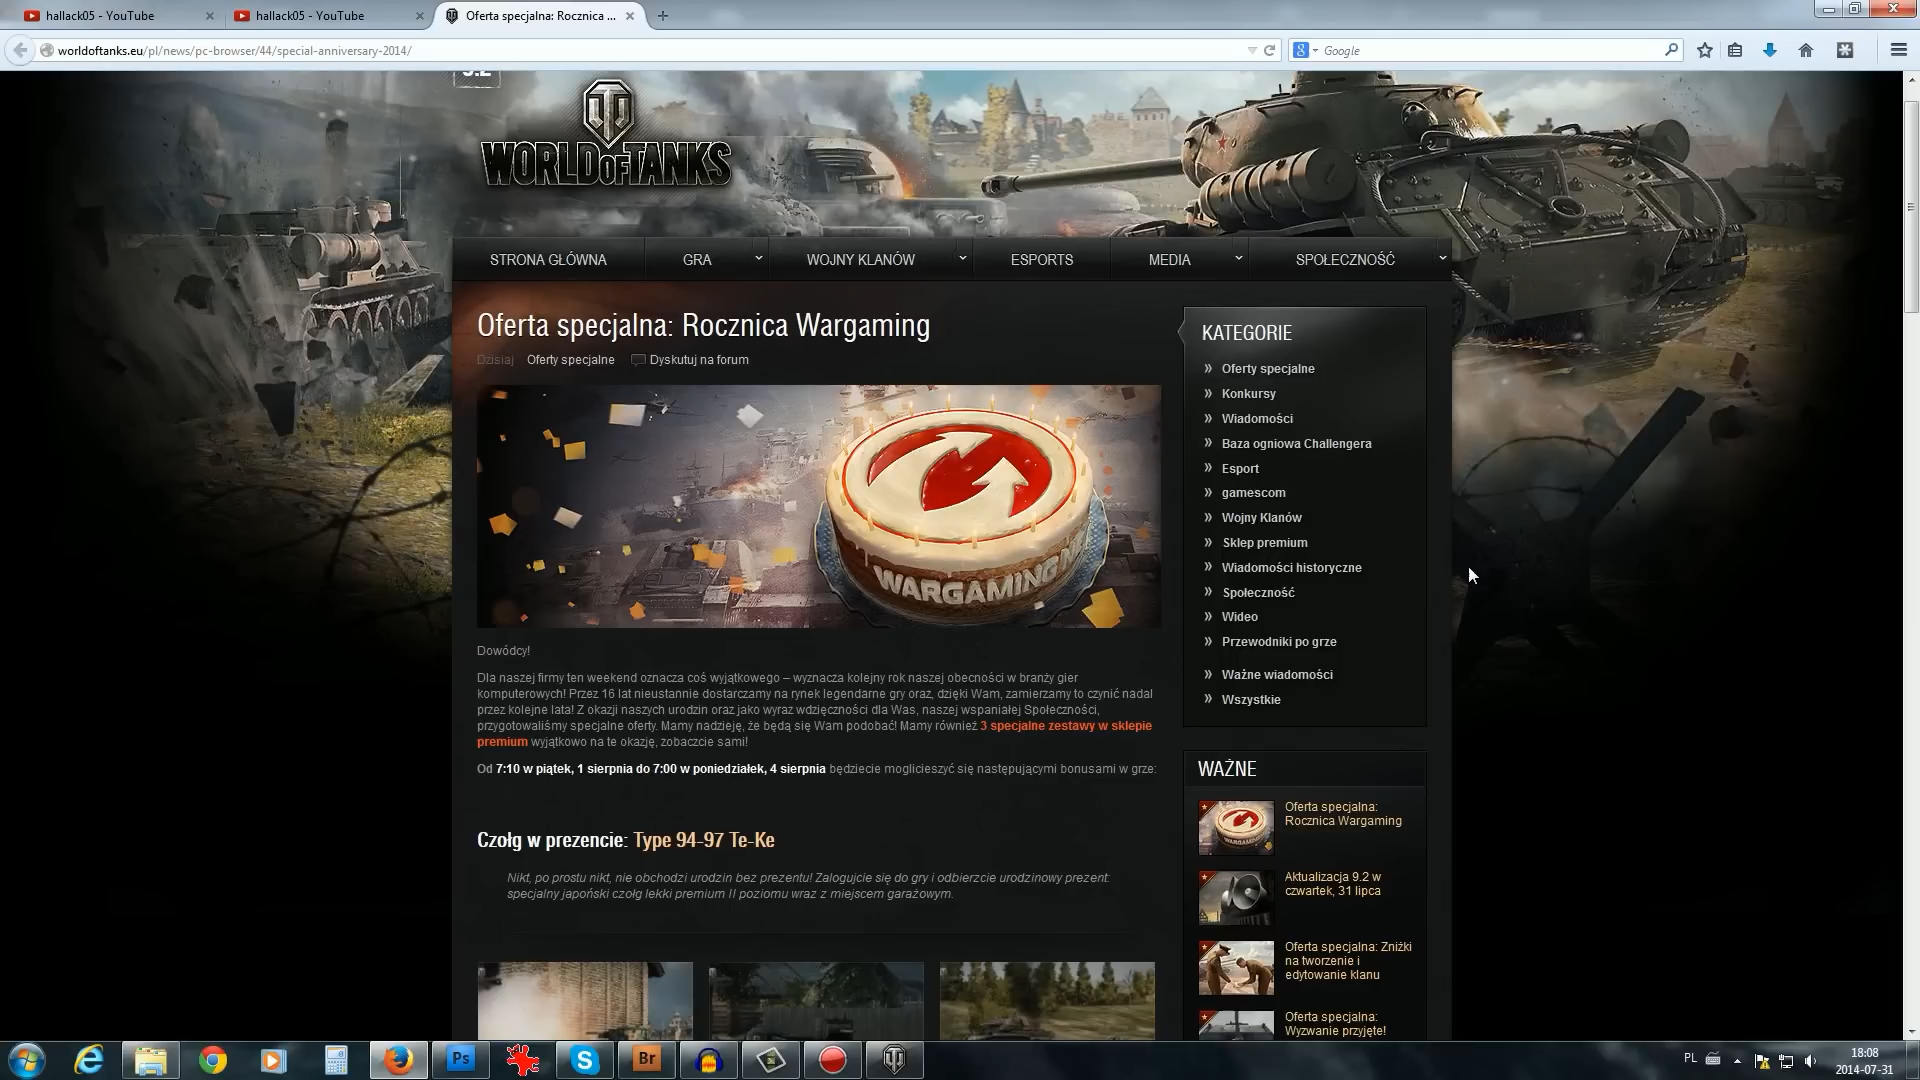 hallack05 - YouTube
hallack05 - YouTube
Oferta specjalna: Rocznica ...
worldoftanks.eu/pl/news/pc-browser/44/special-anniversary-2014/
Google
WORLD OF TANKS
STRONA GŁÓWNA
GRA
WOJNY KLANÓW
ESPORTS
MEDIA
SPOŁECZNOŚĆ
Oferta specjalna: Rocznica Wargaming
Dzisiaj Oferty specjalne Dyskutuj na forum
WARGAMING
Dowódcy!
Dla naszej firmy ten weekend oznacza coś wyjątkowego – wyznacza kolejny rok naszej obecności w branży gier
komputerowych! Przez 16 lat nieustannie dostarczamy na rynek legendarne gry oraz, dzięki Wam, zamierzamy to czynić nadal
przez kolejne lata! Z okazji naszych urodzin oraz jako wyraz wdzięczności dla Was, naszej wspaniałej Społeczności,
przygotowaliśmy specjalne oferty. Mamy nadzieję, że będą się Wam podobać! Mamy również 3 specjalne zestawy w sklepie
premium wyjątkowo na te okazję, zobaczcie sami!
Od 7:10 w piątek, 1 sierpnia do 7:00 w poniedziałek, 4 sierpnia będziecie moglicieszyć się następującymi bonusami w grze:
Czołg w prezencie: Type 94-97 Te-Ke
Nikt, po prostu nikt, nie obchodzi urodzin bez prezentu! Zalogujcie się do gry i odbierzcie urodzinowy prezent:
specjalny japoński czołg lekki premium II poziomu wraz z miejscem garażowym.
KATEGORIE
Oferty specjalne
Konkursy
Wiadomości
Baza ogniowa Challengera
Esport
gamescom
Wojny Klanów
Sklep premium
Wiadomości historyczne
Społeczność
Wideo
Przewodniki po grze
Ważne wiadomości
Wszystkie
WAŻNE
Oferta specjalna:
Rocznica Wargaming
Aktualizacja 9.2 w
czwartek, 31 lipca
Oferta specjalna: Zniżki
na tworzenie i
edytowanie klanu
Oferta specjalna:
Wyzwanie przyjęte!
Ps
Br
PL
18:08
2014-07-31